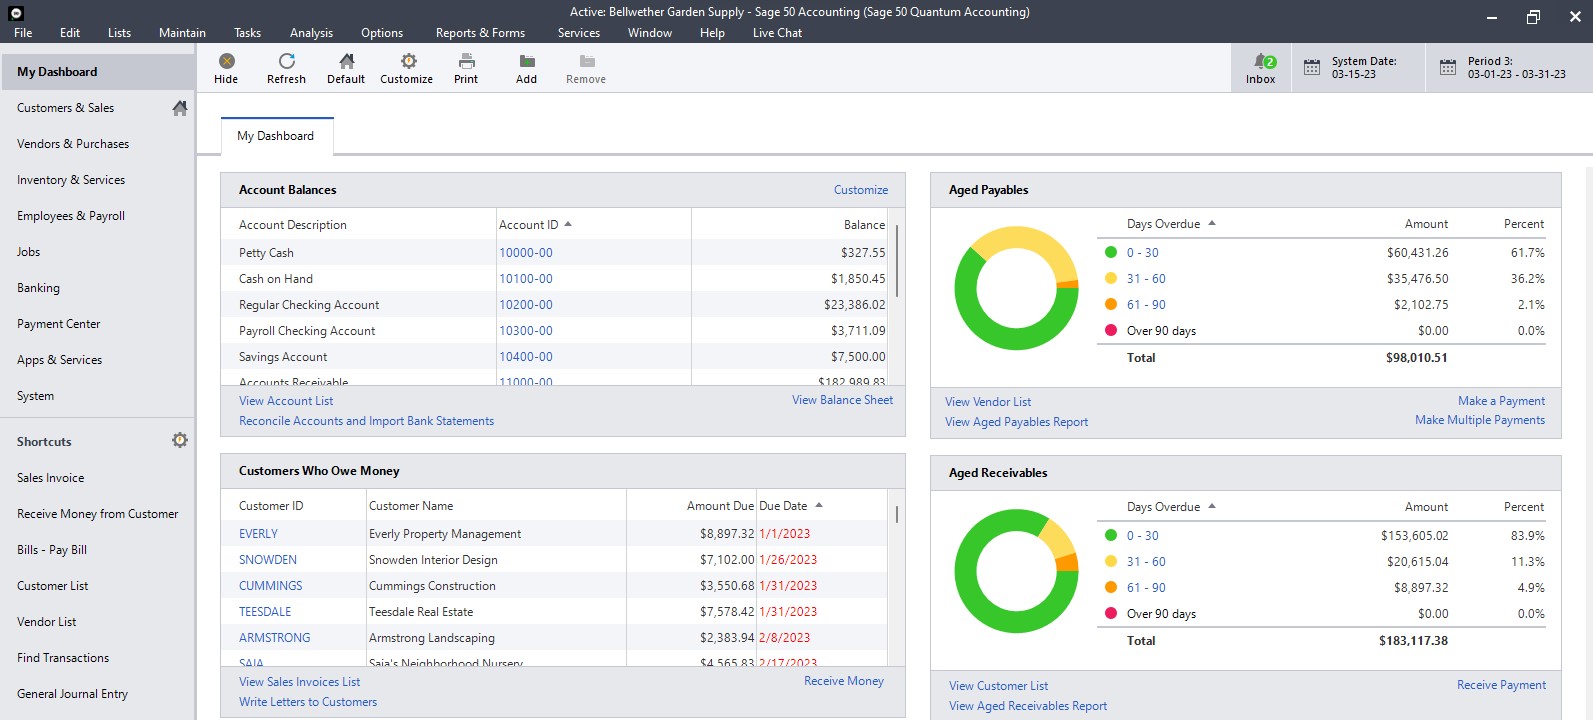 Active: Bellwether Garden Supply - Sage 50 Accounting (Sage 50 Quantum Accounting)
File Edit Lists Maintain Tasks Analysis Options Reports & Forms Services Window Help Live Chat
My Dashboard
Customers & Sales
Vendors & Purchases
Inventory & Services
Employees & Payroll
Jobs
Banking
Payment Center
Apps & Services
System
Shortcuts
Sales Invoice
Receive Money from Customer
Bills - Pay Bill
Customer List
Vendor List
Find Transactions
General Journal Entry
Hide Refresh Default Customize Print Add Remove
2
Inbox
System Date:
03-15-23
Period 3:
03-01-23 - 03-31-23
My Dashboard
Account Balances Customize
Account Description Account ID Balance
Petty Cash 10000-00 $327.55
Cash on Hand 10100-00 $1,850.45
Regular Checking Account 10200-00 $23,386.02
Payroll Checking Account 10300-00 $3,711.09
Savings Account 10400-00 $7,500.00
Accounts Receivable 11000-00 $182,989.83
View Account List View Balance Sheet
Reconcile Accounts and Import Bank Statements
Customers Who Owe Money
Customer ID Customer Name Amount Due Due Date
EVERLY Everly Property Management $8,897.32 1/1/2023
SNOWDEN Snowden Interior Design $7,102.00 1/26/2023
CUMMINGS Cummings Construction $3,550.68 1/31/2023
TEESDALE Teesdale Real Estate $7,578.42 1/31/2023
ARMSTRONG Armstrong Landscaping $2,383.94 2/8/2023
SAIA Saia's Neighborhood Nursery $4,565.83 2/17/2023
View Sales Invoices List Receive Money
Write Letters to Customers
Aged Payables
Days Overdue Amount Percent
0 - 30 $60,431.26 61.7%
31 - 60 $35,476.50 36.2%
61 - 90 $2,102.75 2.1%
Over 90 days $0.00 0.0%
Total $98,010.51
View Vendor List Make a Payment
View Aged Payables Report Make Multiple Payments
Aged Receivables
Days Overdue Amount Percent
0 - 30 $153,605.02 83.9%
31 - 60 $20,615.04 11.3%
61 - 90 $8,897.32 4.9%
Over 90 days $0.00 0.0%
Total $183,117.38
View Customer List Receive Payment
View Aged Receivables Report